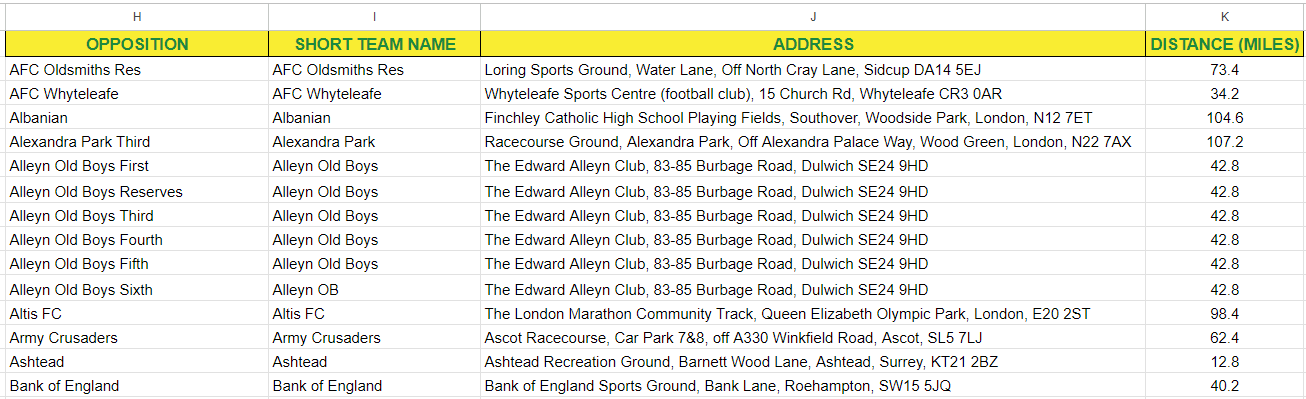 H I J K
OPPOSITION SHORT TEAM NAME ADDRESS DISTANCE (MILES)
AFC Oldsmiths Res AFC Oldsmiths Res Loring Sports Ground, Water Lane, Off North Cray Lane, Sidcup DA14 5EJ 73.4
AFC Whyteleafe AFC Whyteleafe Whyteleafe Sports Centre (football club), 15 Church Rd, Whyteleafe CR3 0AR 34.2
Albanian Albanian Finchley Catholic High School Playing Fields, Southover, Woodside Park, London, N12 7ET 104.6
Alexandra Park Third Alexandra Park Racecourse Ground, Alexandra Park, Off Alexandra Palace Way, Wood Green, London, N22 7AX 107.2
Alleyn Old Boys First Alleyn Old Boys The Edward Alleyn Club, 83-85 Burbage Road, Dulwich SE24 9HD 42.8
Alleyn Old Boys Reserves Alleyn Old Boys The Edward Alleyn Club, 83-85 Burbage Road, Dulwich SE24 9HD 42.8
Alleyn Old Boys Third Alleyn Old Boys The Edward Alleyn Club, 83-85 Burbage Road, Dulwich SE24 9HD 42.8
Alleyn Old Boys Fourth Alleyn Old Boys The Edward Alleyn Club, 83-85 Burbage Road, Dulwich SE24 9HD 42.8
Alleyn Old Boys Fifth Alleyn Old Boys The Edward Alleyn Club, 83-85 Burbage Road, Dulwich SE24 9HD 42.8
Alleyn Old Boys Sixth Alleyn OB The Edward Alleyn Club, 83-85 Burbage Road, Dulwich SE24 9HD 42.8
Altis FC Altis FC The London Marathon Community Track, Queen Elizabeth Olympic Park, London, E20 2ST 98.4
Army Crusaders Army Crusaders Ascot Racecourse, Car Park 7&8, off A330 Winkfield Road, Ascot, SL5 7LJ 62.4
Ashtead Ashtead Ashtead Recreation Ground, Barnett Wood Lane, Ashtead, Surrey, KT21 2BZ 12.8
Bank of England Bank of England Bank of England Sports Ground, Bank Lane, Roehampton, SW15 5JQ 40.2